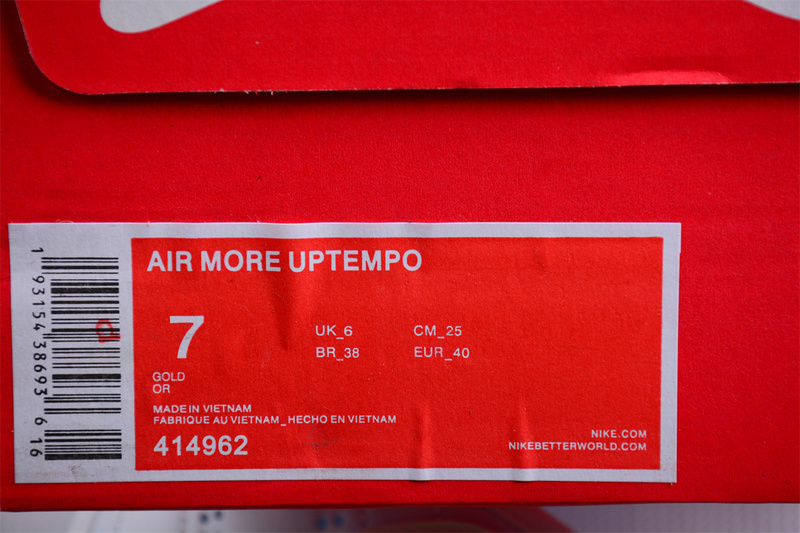 AIR MORE UPTEMPO
7
UK_6 CM_25
BR_38 EUR_40
GOLD
OR
MADE IN VIETNAM
FABRIQUE AU VIETNAM_HECHO EN VIETNAM
414962
NIKE.COM
NIKEBETTERWORLD.COM
1 93154 38693 6 16